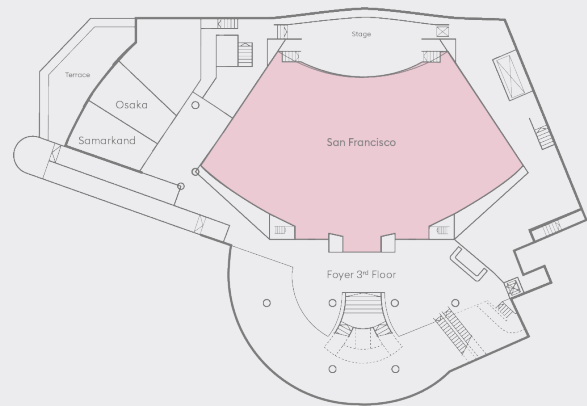 Stage
Terrace
Osaka
Samarkand
San Francisco
Foyer 3rd Floor